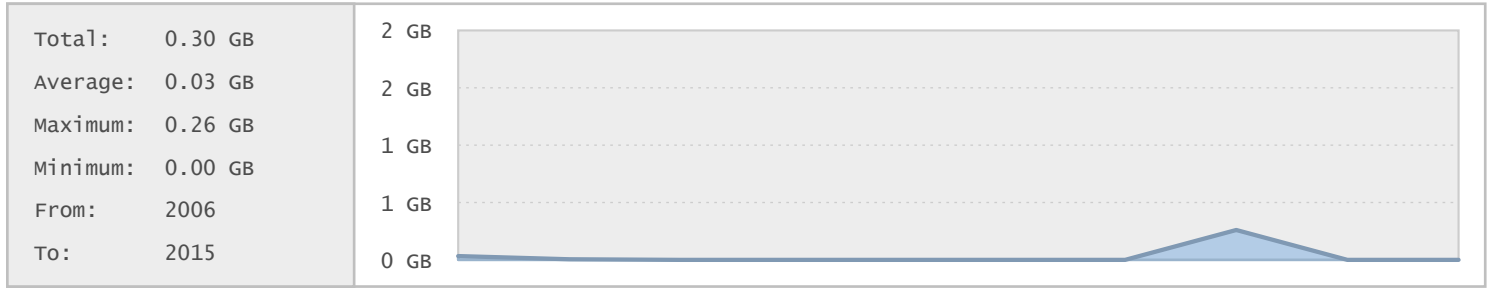 Total: 0.30 GB
Average: 0.03 GB
Maximum: 0.26 GB
Minimum: 0.00 GB
From: 2006
To: 2015
2 GB
2 GB
1 GB
1 GB
0 GB